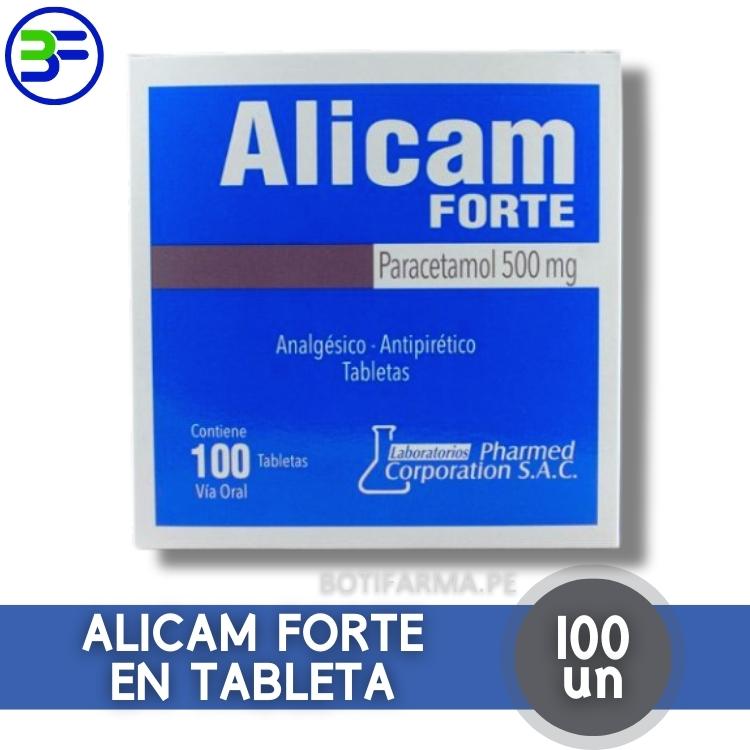 BF
Alicam
FORTE
Paracetamol 500 mg
Analgésico - Antipirético
Tabletas
Contiene
100 Tabletas
Vía Oral
Laboratorios Pharmed
Corporation S.A.C.
BOTIFARMA.PE
ALICAM FORTE
EN TABLETA
100
un